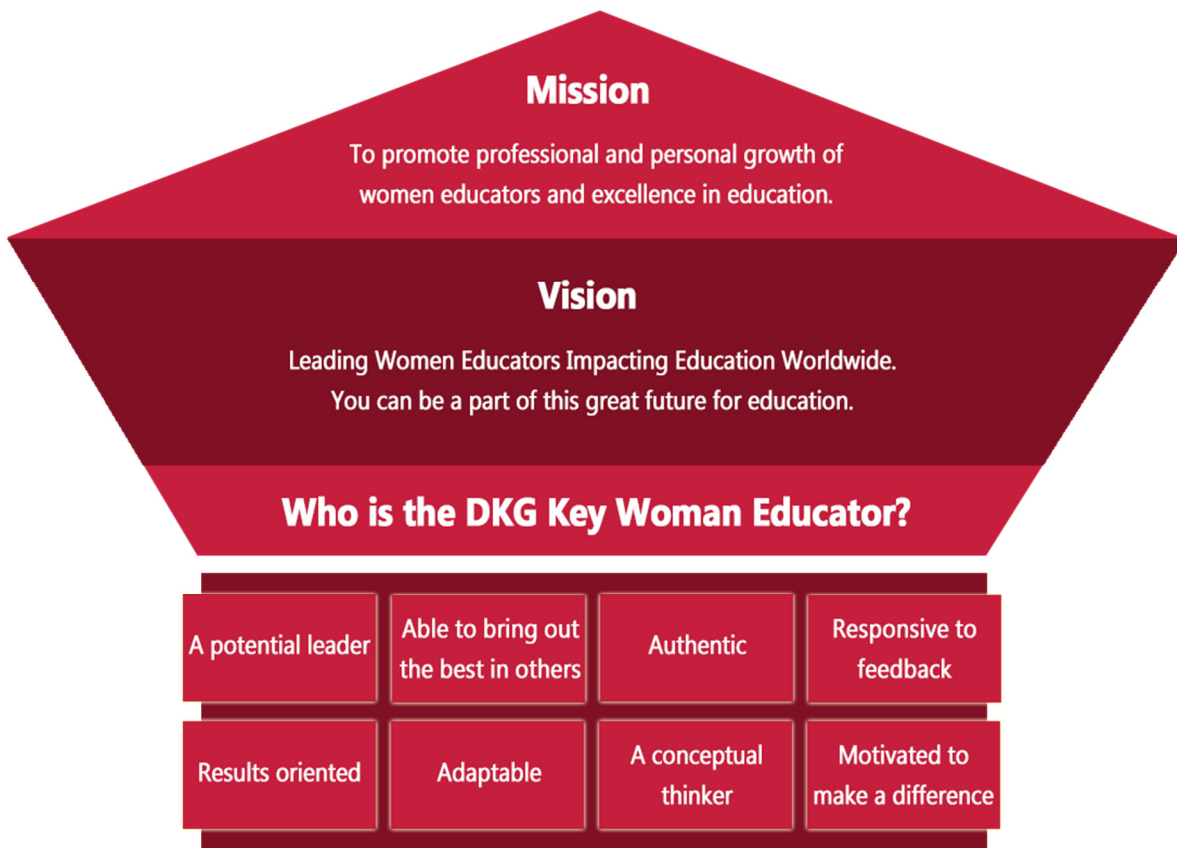 Mission
To promote professional and personal growth of
women educators and excellence in education.
Vision
Leading Women Educators Impacting Education Worldwide.
You can be a part of this great future for education.
Who is the DKG Key Woman Educator?
A potential leader
Able to bring out
the best in others
Authentic
Responsive to
feedback
Results oriented
Adaptable
A conceptual
thinker
Motivated to
make a difference